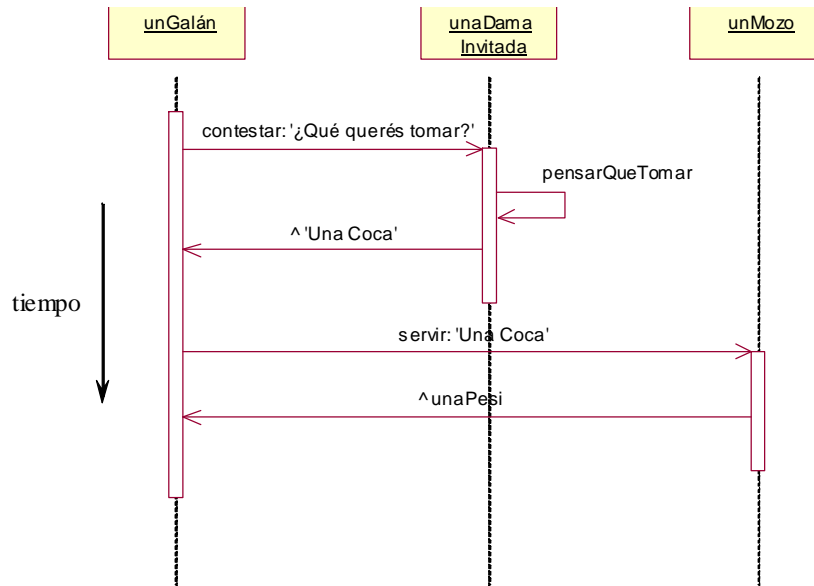 unGalán
unaDama
Invitada
unMozo
contestar: '¿Qué querés tomar?'
pensarQueTomar
^ 'Una Coca'
tiempo
servir: 'Una Coca'
^ unaPesi